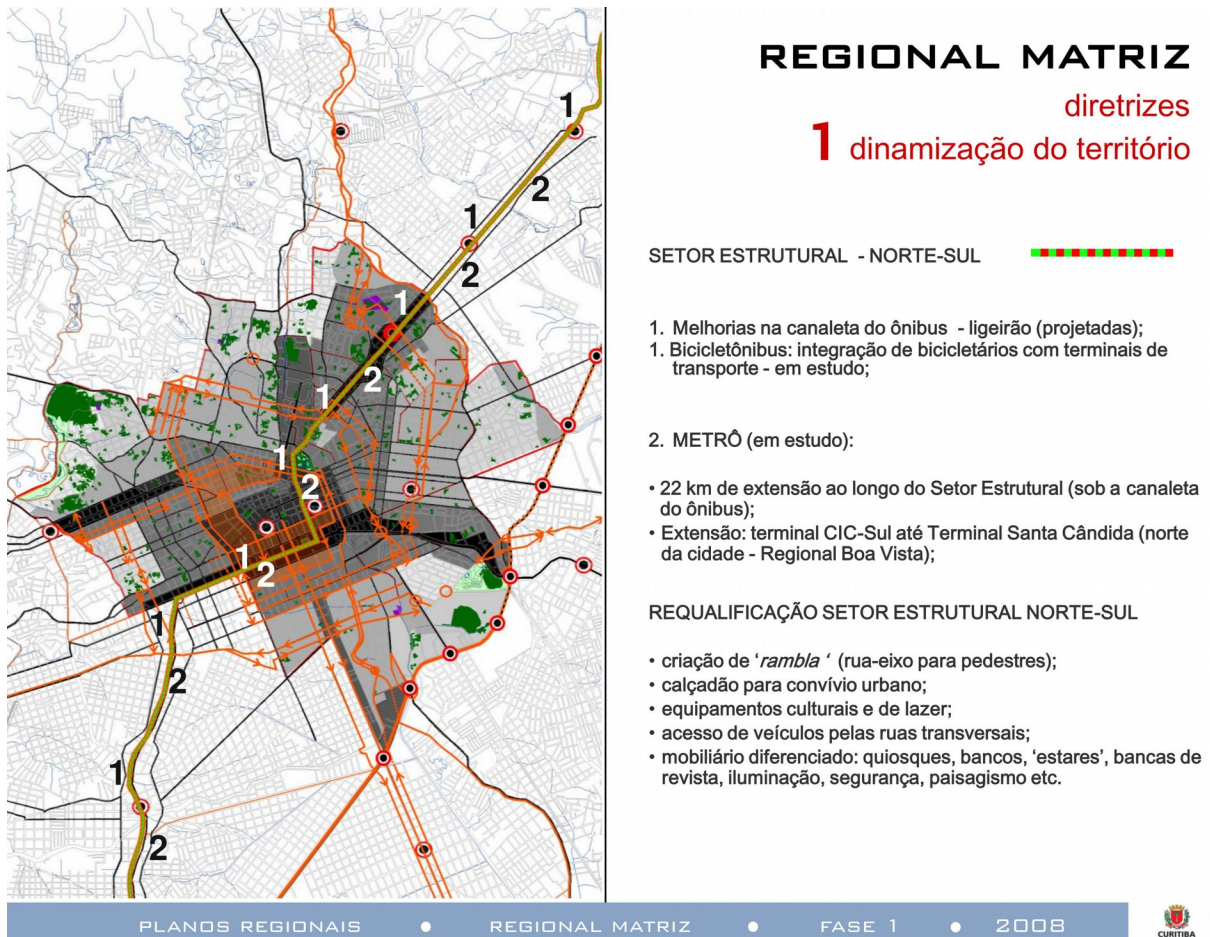 REGIONAL MATRIZ
diretrizes
1 dinamização do território
SETOR ESTRUTURAL - NORTE-SUL
1. Melhorias na canaleta do ônibus - ligeirão (projetadas);
1. Bicicletônibus: integração de bicicletários com terminais de
transporte - em estudo;
2. METRÔ (em estudo):
• 22 km de extensão ao longo do Setor Estrutural (sob a canaleta
do ônibus);
• Extensão: terminal CIC-Sul até Terminal Santa Cândida (norte
da cidade - Regional Boa Vista);
REQUALIFICAÇÃO SETOR ESTRUTURAL NORTE-SUL
• criação de ‘rambla ‘ (rua-eixo para pedestres);
• calçadão para convívio urbano;
• equipamentos culturais e de lazer;
• acesso de veículos pelas ruas transversais;
• mobiliário diferenciado: quiosques, bancos, ‘estares’, bancas de
revista, iluminação, segurança, paisagismo etc.
1
2
1
2
1
2
1
1
2
1
2
1
2
1
2
PLANOS REGIONAIS • REGIONAL MATRIZ • FASE 1 • 2008
CURITIBA